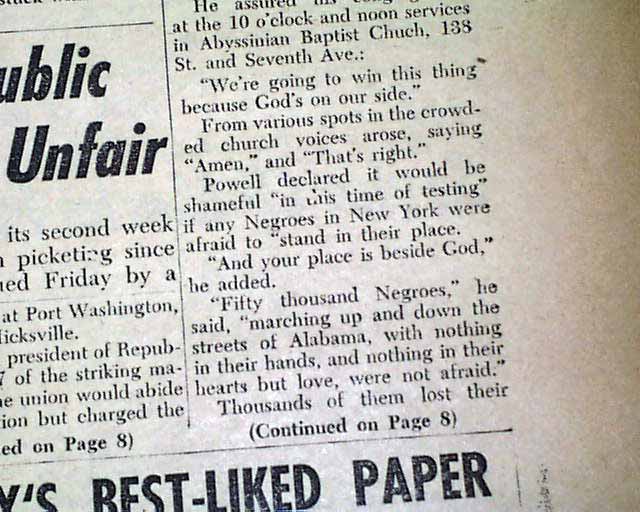 ublic
Unfair
its second week
picketing since
Friday by a
at Port Washington,
Hicksville.
president of Repub-
7 of the striking ma-
union would abide
but charged the
on Page 8)
He assured his
at the 10 o'clock and noon services
in Abyssinian Baptist Chuch, 138
St. and Seventh Ave.:
"We're going to win this thing
because God's on our side."
From various spots in the crowd-
ed church voices arose, saying
"Amen," and "That's right."
Powell declared it would be
shameful "in this time of testing"
if any Negroes in New York were
afraid to "stand in their place.
"And your place is beside God,"
he added.
"Fifty thousand Negroes," he
said, "marching up and down the
streets of Alabama, with nothing
in their hands, and nothing in their
hearts but love, were not afraid."
Thousands of them lost their
(Continued on Page 8)
Y'S BEST-LIKED PAPER